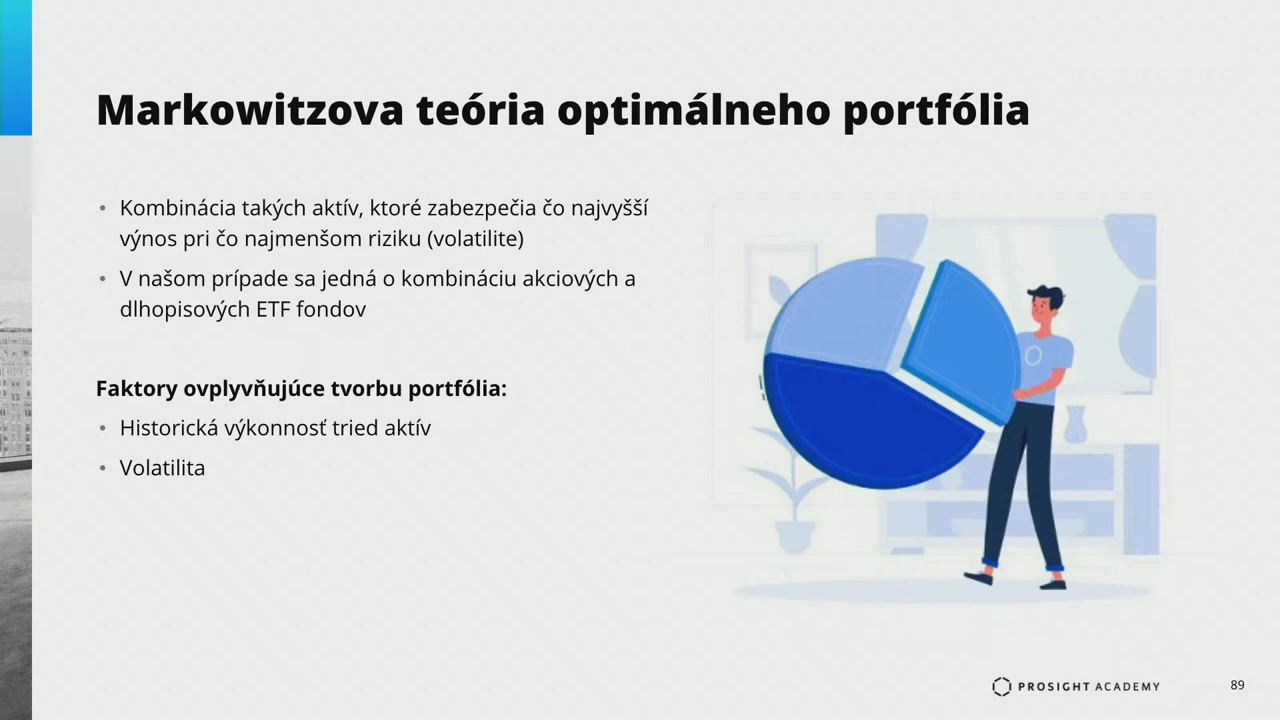 Markowitzova teória optimálneho portfólia
• Kombinácia takých aktív, ktoré zabezpečia čo najvyšší
výnos pri čo najmenšom riziku (volatilite)
• V našom prípade sa jedná o kombináciu akciových a
dlhopisových ETF fondov
Faktory ovplyvňujúce tvorbu portfólia:
• Historická výkonnosť tried aktív
• Volatilita
PROSIGHT ACADEMY
89